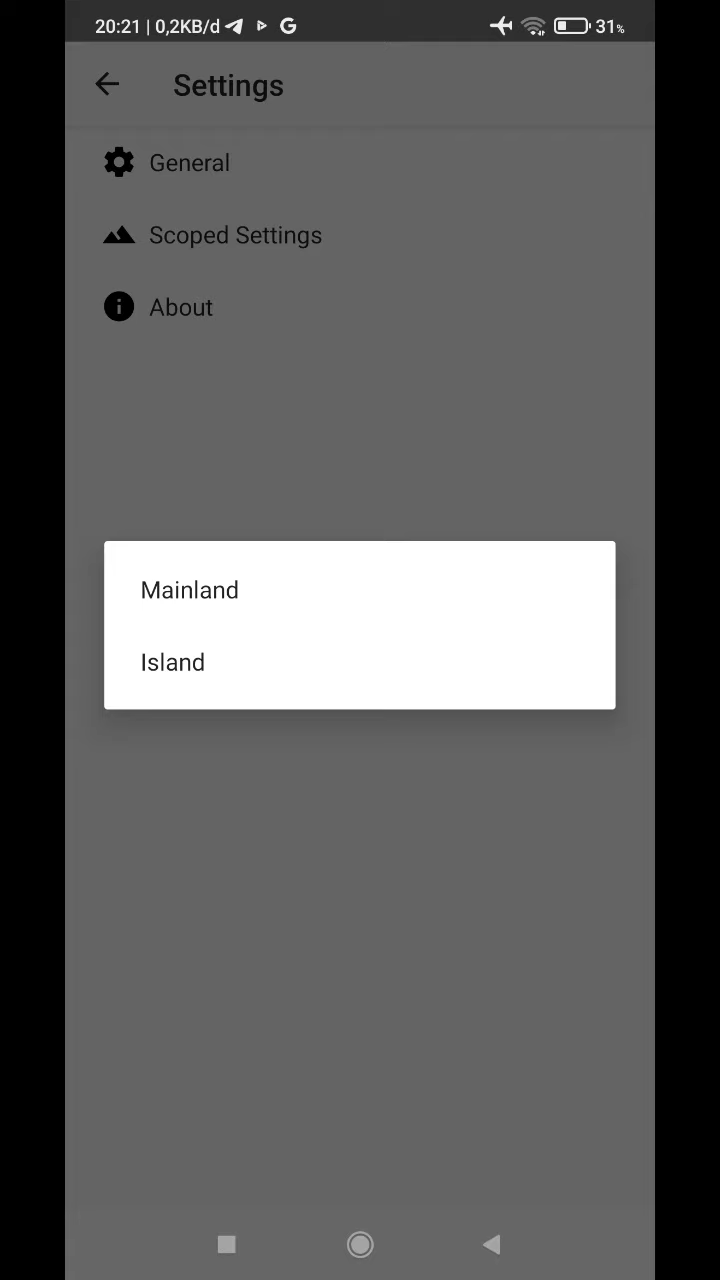 20:21 | 0,2KB/d
31%
Settings
General
Scoped Settings
About
Mainland
Island